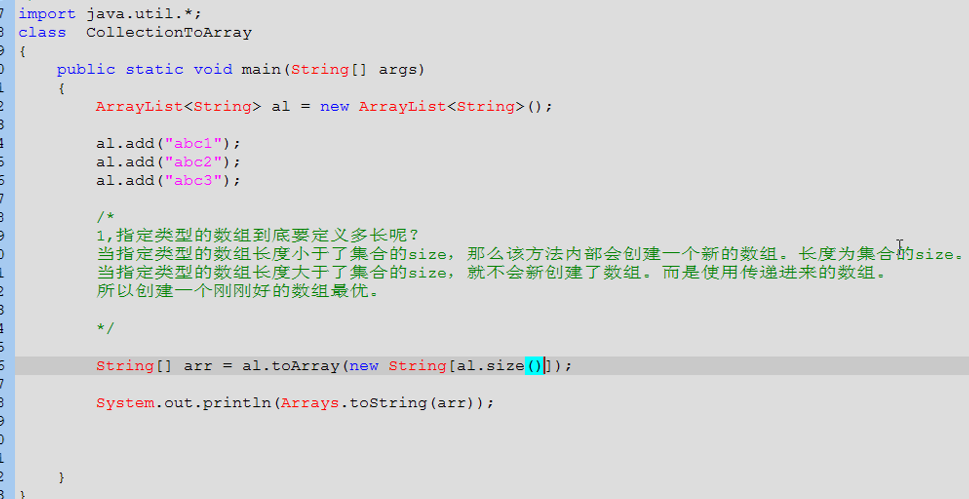 import java.util.*;
class  CollectionToArray
{
    public static void main(String[] args)
    {
        ArrayList<String> al = new ArrayList<String>();
        al.add("abc1");
        al.add("abc2");
        al.add("abc3");
        /*
        1,指定类型的数组到底要定义多长呢?
        当指定类型的数组长度小于了集合的size，那么该方法内部会创建一个新的数组。长度为集合的size。
        当指定类型的数组长度大于了集合的size，就不会新创建了数组。而是使用传递进来的数组。
        所以创建一个刚刚好的数组最优。
        */
        String[] arr = al.toArray(new String[al.size()]);
        System.out.println(Arrays.toString(arr));
    }
}